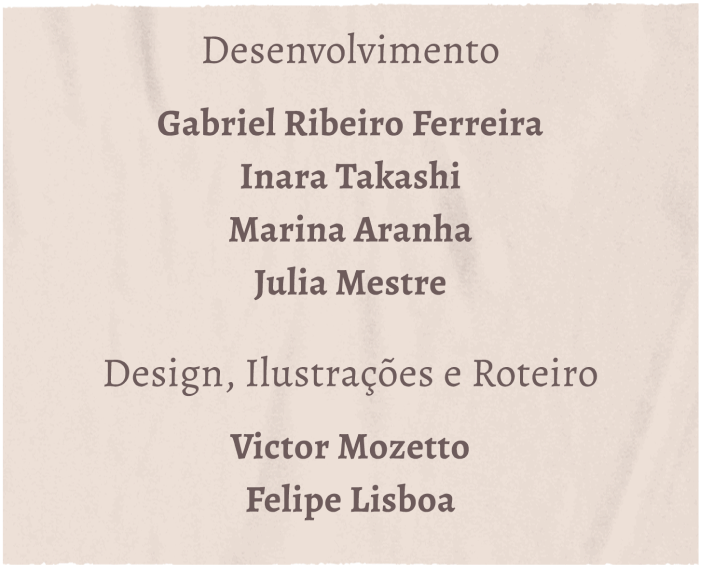 Desenvolvimento
Gabriel Ribeiro Ferreira
Inara Takashi
Marina Aranha
Julia Mestre
Design, Ilustrações e Roteiro
Victor Mozetto
Felipe Lisboa